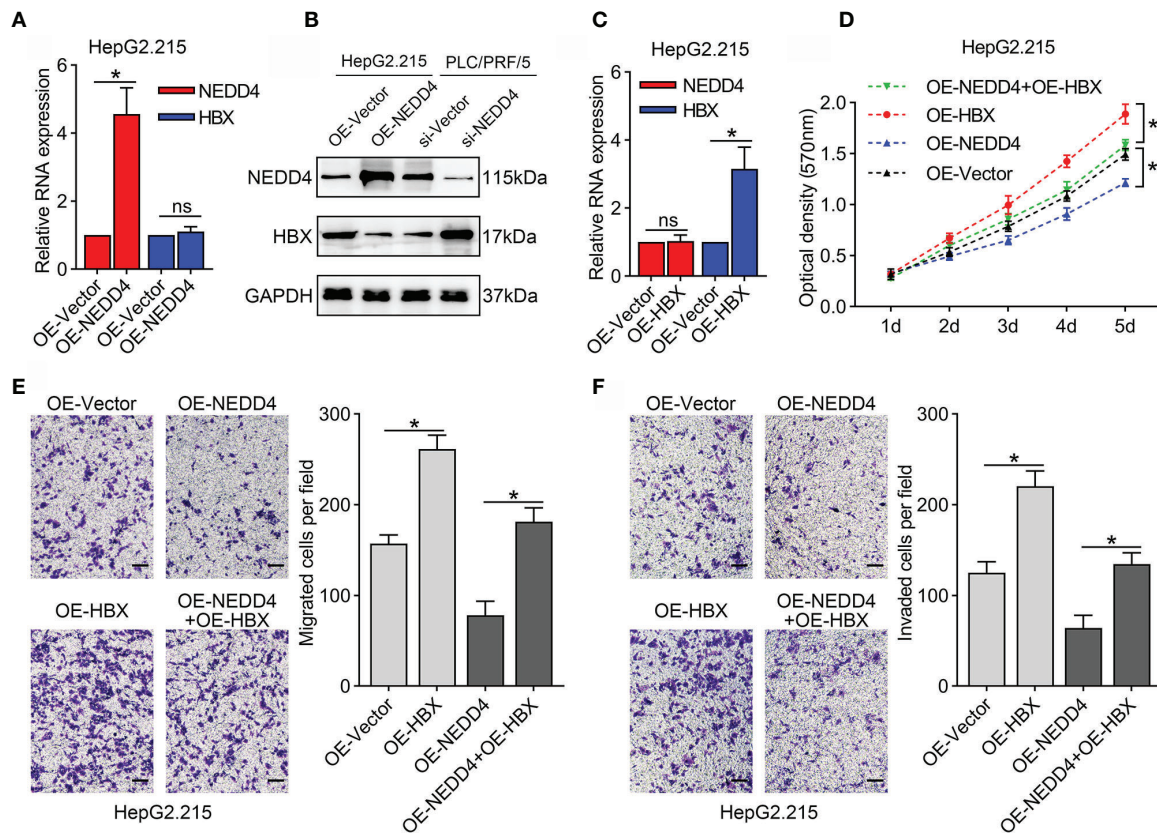 A
HepG2.215
Relative RNA expression
6
4
2
0
*
ns
NEDD4
HBX
OE-Vector
OE-NEDD4
OE-Vector
OE-NEDD4
B
HepG2.215
PLC/PRF/5
OE-Vector
OE-NEDD4
si-Vector
si-NEDD4
NEDD4
115kDa
HBX
17kDa
GAPDH
37kDa
C
HepG2.215
Relative RNA expression
6
5
4
3
2
1
0
NEDD4
HBX
ns
*
OE-Vector
OE-HBX
OE-Vector
OE-HBX
D
HepG2.215
OE-NEDD4+OE-HBX
OE-HBX
OE-NEDD4
OE-Vector
Optical density (570nm)
2.0
1.5
1.0
0.5
0.0
*
*
1d
2d
3d
4d
5d
E
OE-Vector
OE-NEDD4
OE-HBX
OE-NEDD4
+OE-HBX
HepG2.215
Migrated cells per field
300
200
100
0
*
*
OE-Vector
OE-HBX
OE-NEDD4
OE-NEDD4+OE-HBX
F
OE-Vector
OE-NEDD4
OE-HBX
OE-NEDD4
+OE-HBX
HepG2.215
Invaded cells per field
300
200
100
0
*
*
OE-Vector
OE-HBX
OE-NEDD4
OE-NEDD4+OE-HBX